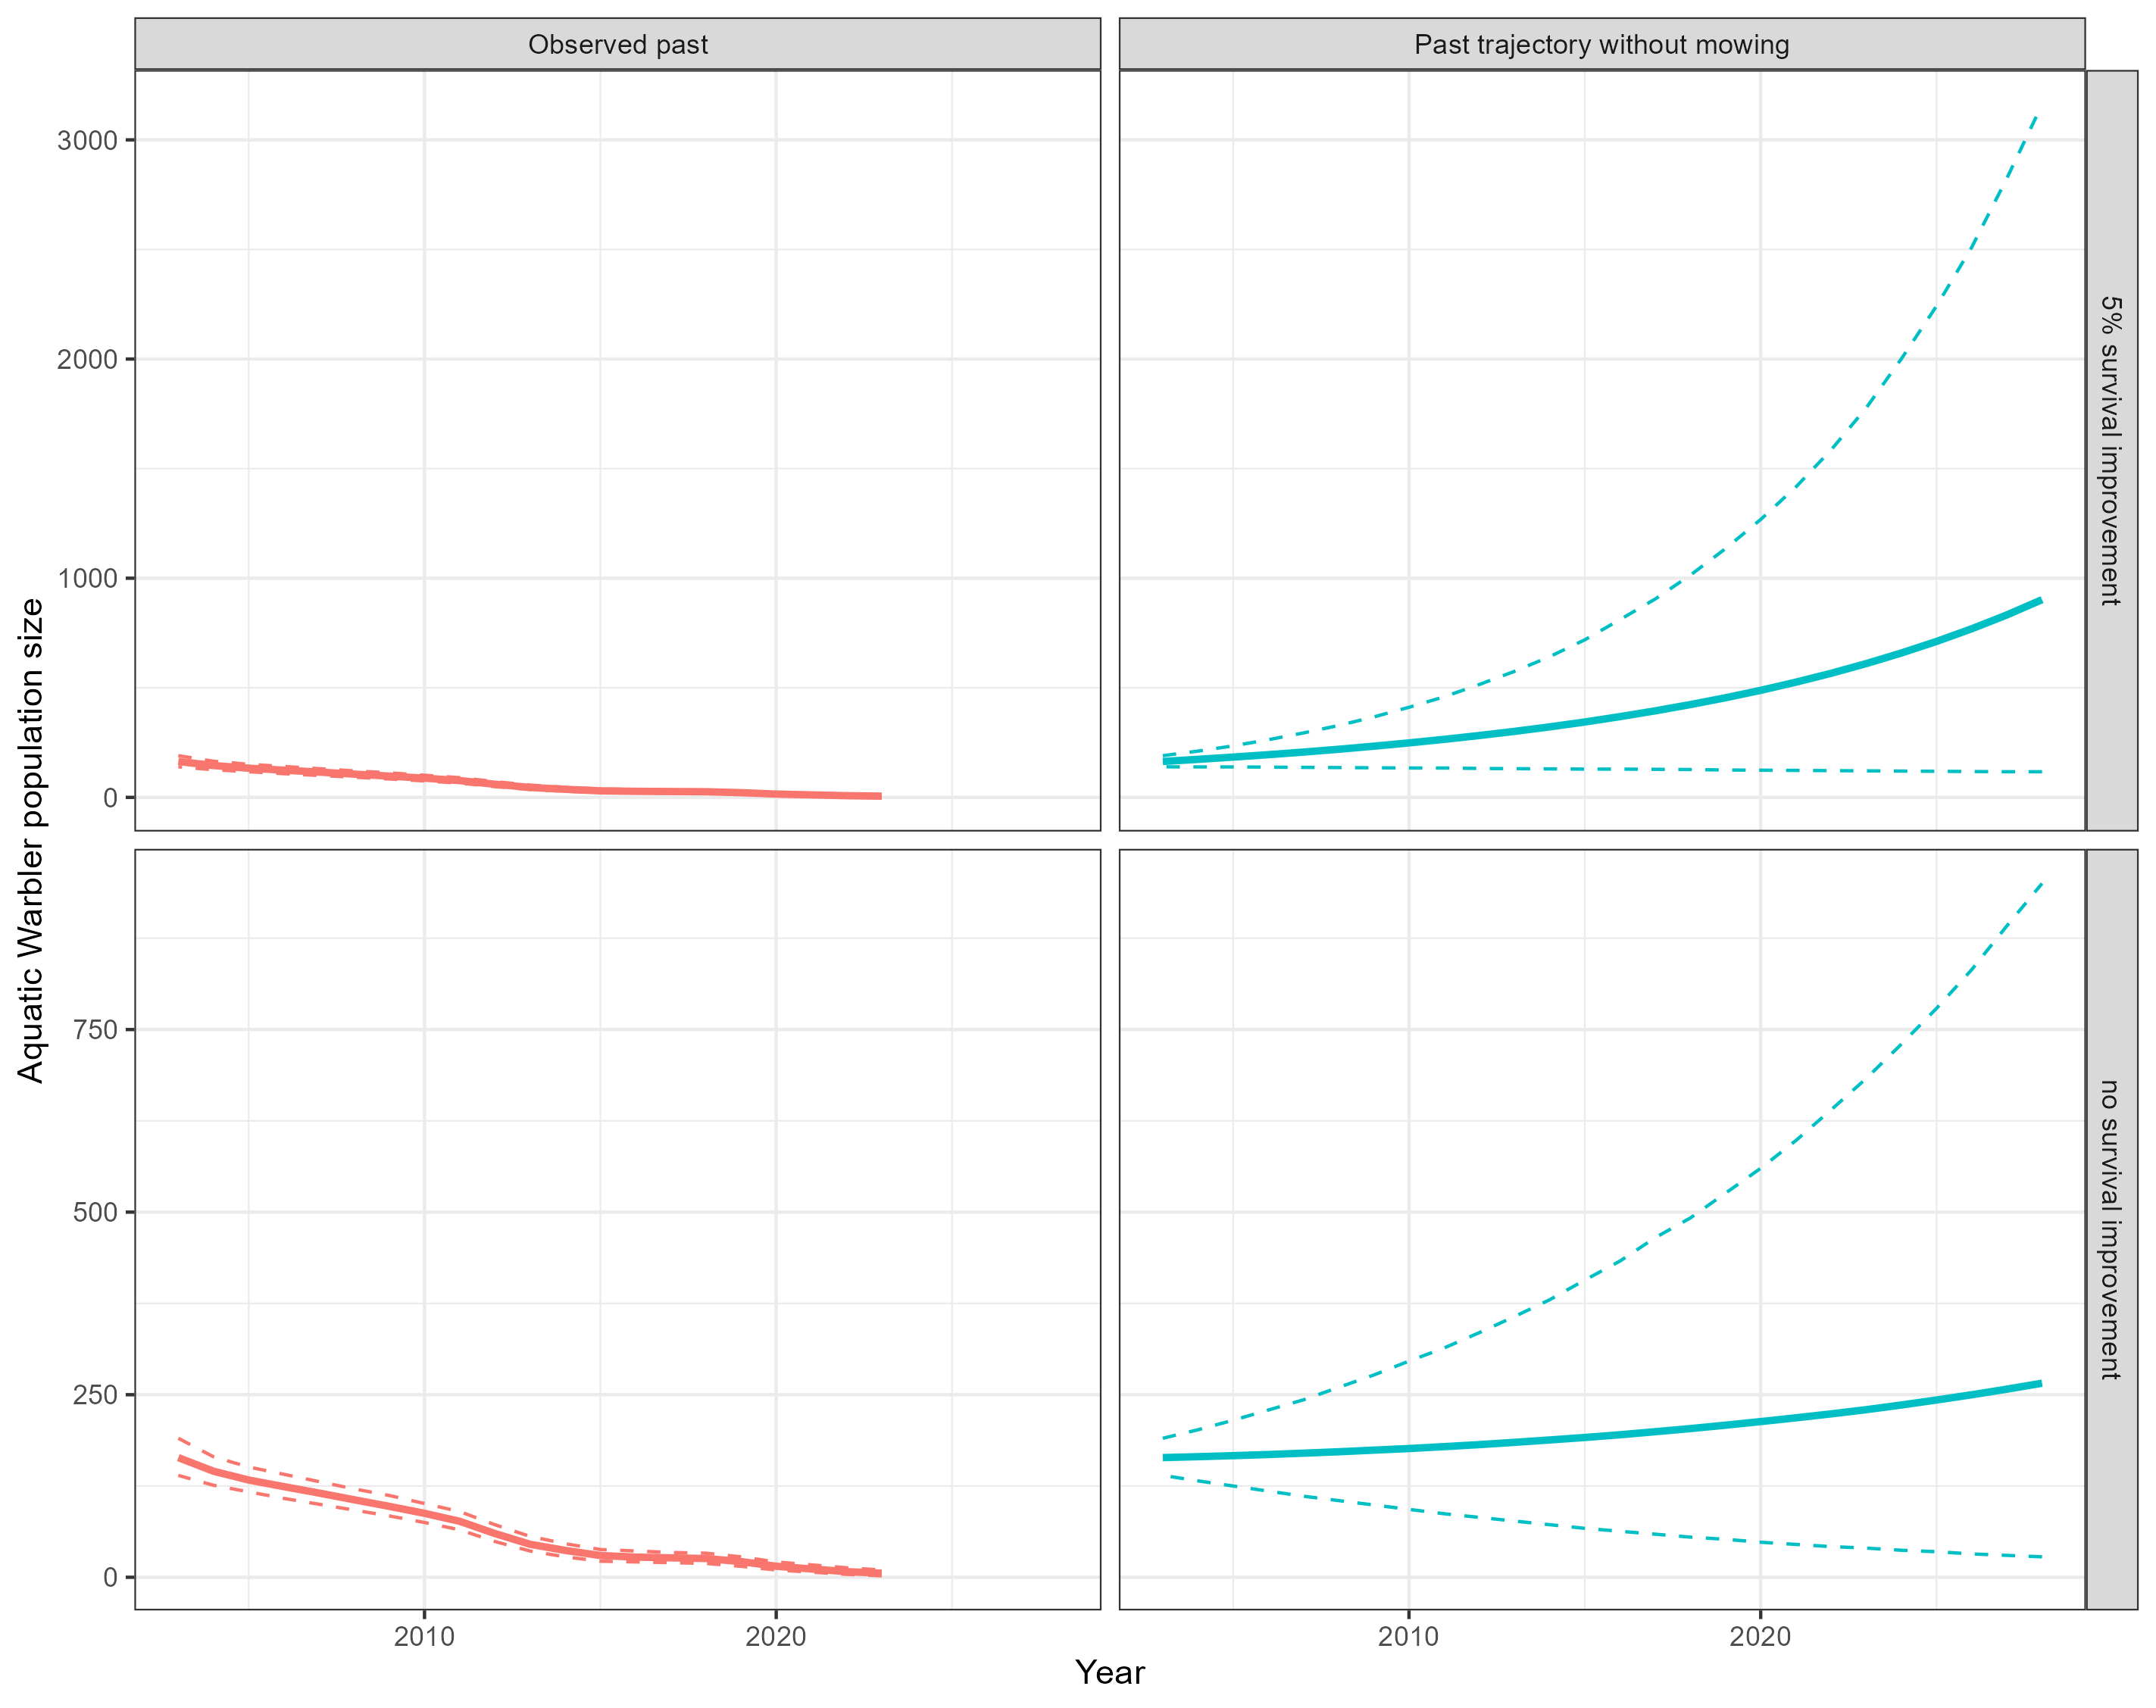 Observed past
Past trajectory without mowing
3000
2000
1000
0
5% survival improvement
Aquatic Warbler population size
750
500
250
0
no survival improvement
2010
2020
2010
2020
Year